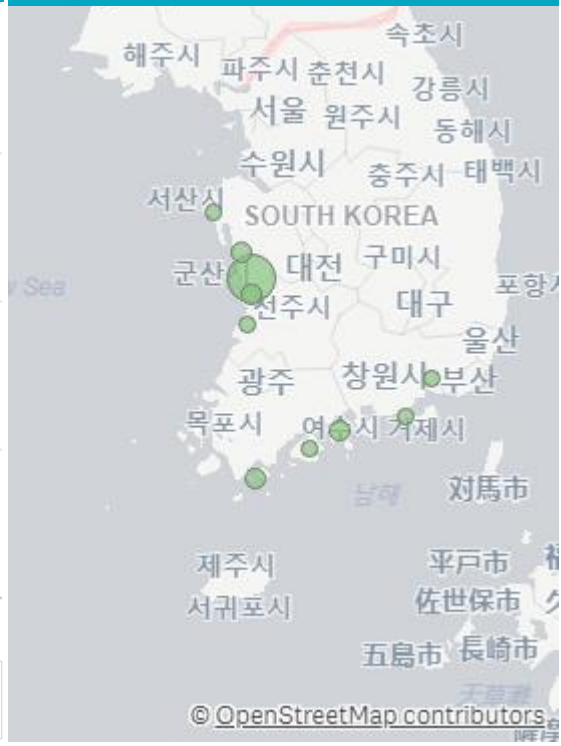 속초시
해주시
파주시 춘천시
강릉시
서울 원주시
동해시
수원시
충주시 태백시
서산시
SOUTH KOREA
군산
대전 구미시
Sea
포항
전주시 대구
울산
광주 창원시 부산
목포시 여수시 거제시
남해 対馬市
제주시 平戸市
서귀포시 佐世保市
五島市 長崎市
天草灘
© OpenStreetMap contributors